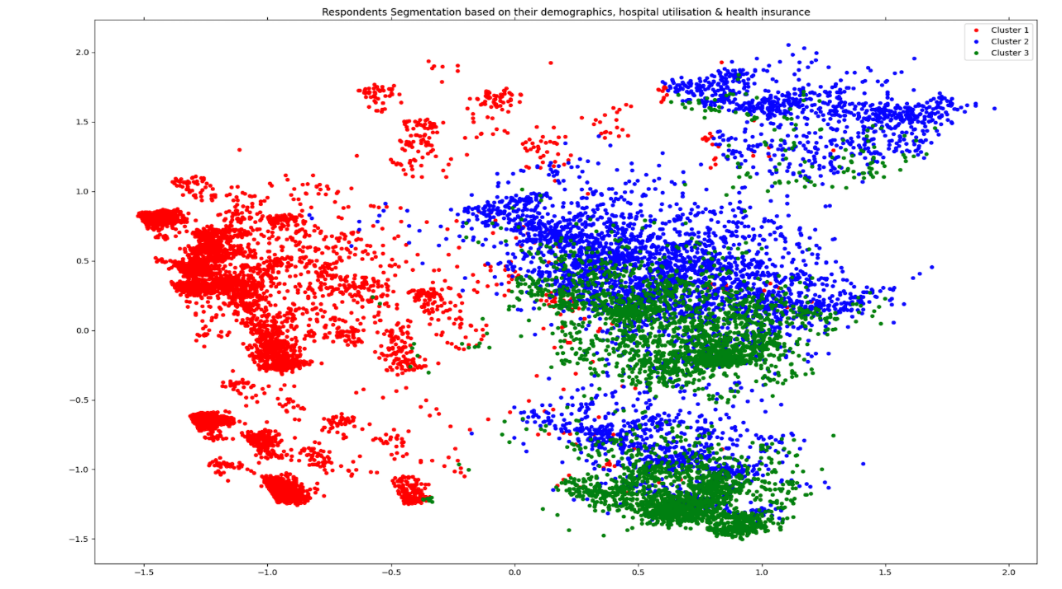 Respondents Segmentation based on their demographics, hospital utilisation & health insurance
Cluster 1
Cluster 2
Cluster 3
2.0
1.5
1.0
0.5
0.0
−0.5
−1.0
−1.5
−1.5 −1.0 −0.5 0.0 0.5 1.0 1.5 2.0